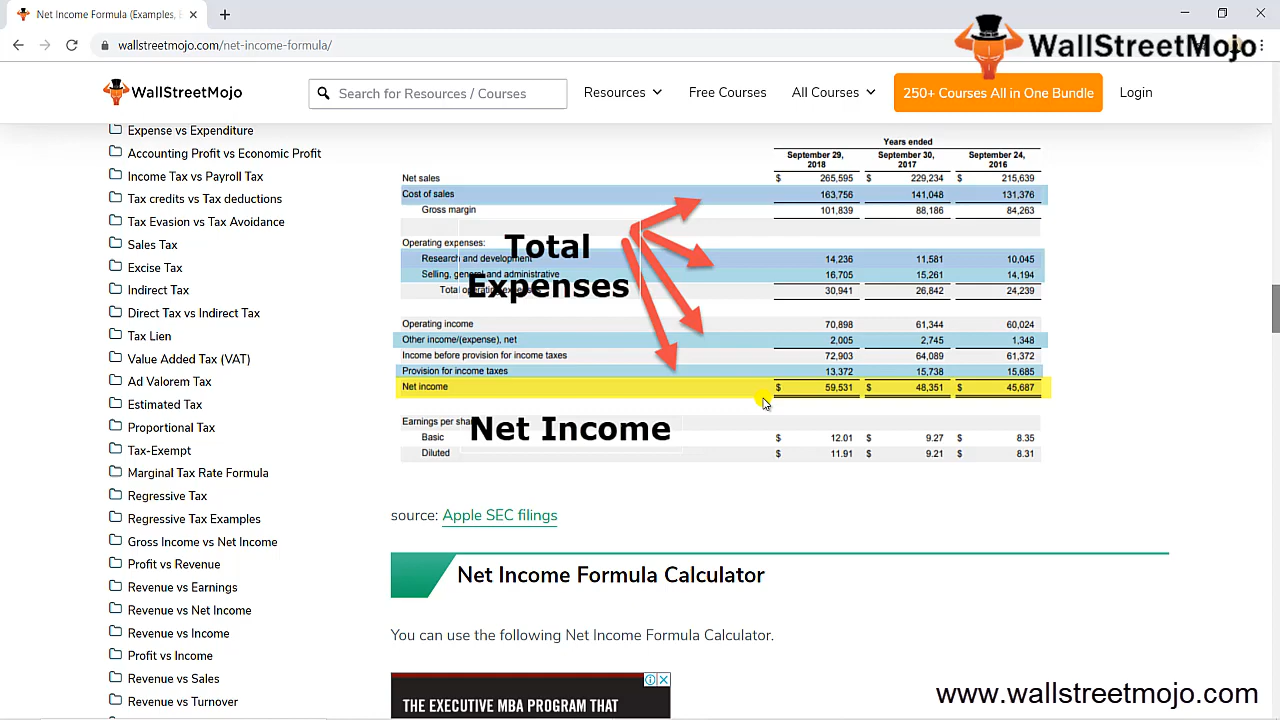 Net Income Formula (Examples,
wallstreetmojo.com/net-income-formula/
WallStreetMojo
WallStreetMojo
Search for Resources / Courses
Resources
Free Courses
All Courses
250+ Courses All in One Bundle
Login
Expense vs Expenditure
Accounting Profit vs Economic Profit
Income Tax vs Payroll Tax
Tax credits vs Tax deductions
Tax Evasion vs Tax Avoidance
Sales Tax
Excise Tax
Indirect Tax
Direct Tax vs Indirect Tax
Tax Lien
Value Added Tax (VAT)
Ad Valorem Tax
Estimated Tax
Proportional Tax
Tax-Exempt
Marginal Tax Rate Formula
Regressive Tax
Regressive Tax Examples
Gross Income vs Net Income
Profit vs Revenue
Revenue vs Earnings
Revenue vs Net Income
Revenue vs Income
Profit vs Income
Revenue vs Sales
Revenue vs Turnover
Years ended
September 29, 2018 September 30, 2017 September 24, 2016
Net sales $ 265,595 $ 229,234 $ 215,639
Cost of sales 163,756 141,048 131,376
Gross margin 101,839 88,186 84,263
Operating expenses:
Research and development 14,236 11,581 10,045
Selling, general and administrative 16,705 15,261 14,194
Total operating expenses 30,941 26,842 24,239
Total
Expenses
Operating income 70,898 61,344 60,024
Other income/(expense), net 2,005 2,745 1,348
Income before provision for income taxes 72,903 64,089 61,372
Provision for income taxes 13,372 15,738 15,685
Net income $ 59,531 $ 48,351 $ 45,687
Net Income
Earnings per share
Basic $ 12.01 $ 9.27 $ 8.35
Diluted $ 11.91 $ 9.21 $ 8.31
source: Apple SEC filings
Net Income Formula Calculator
You can use the following Net Income Formula Calculator.
THE EXECUTIVE MBA PROGRAM THAT
www.wallstreetmojo.com